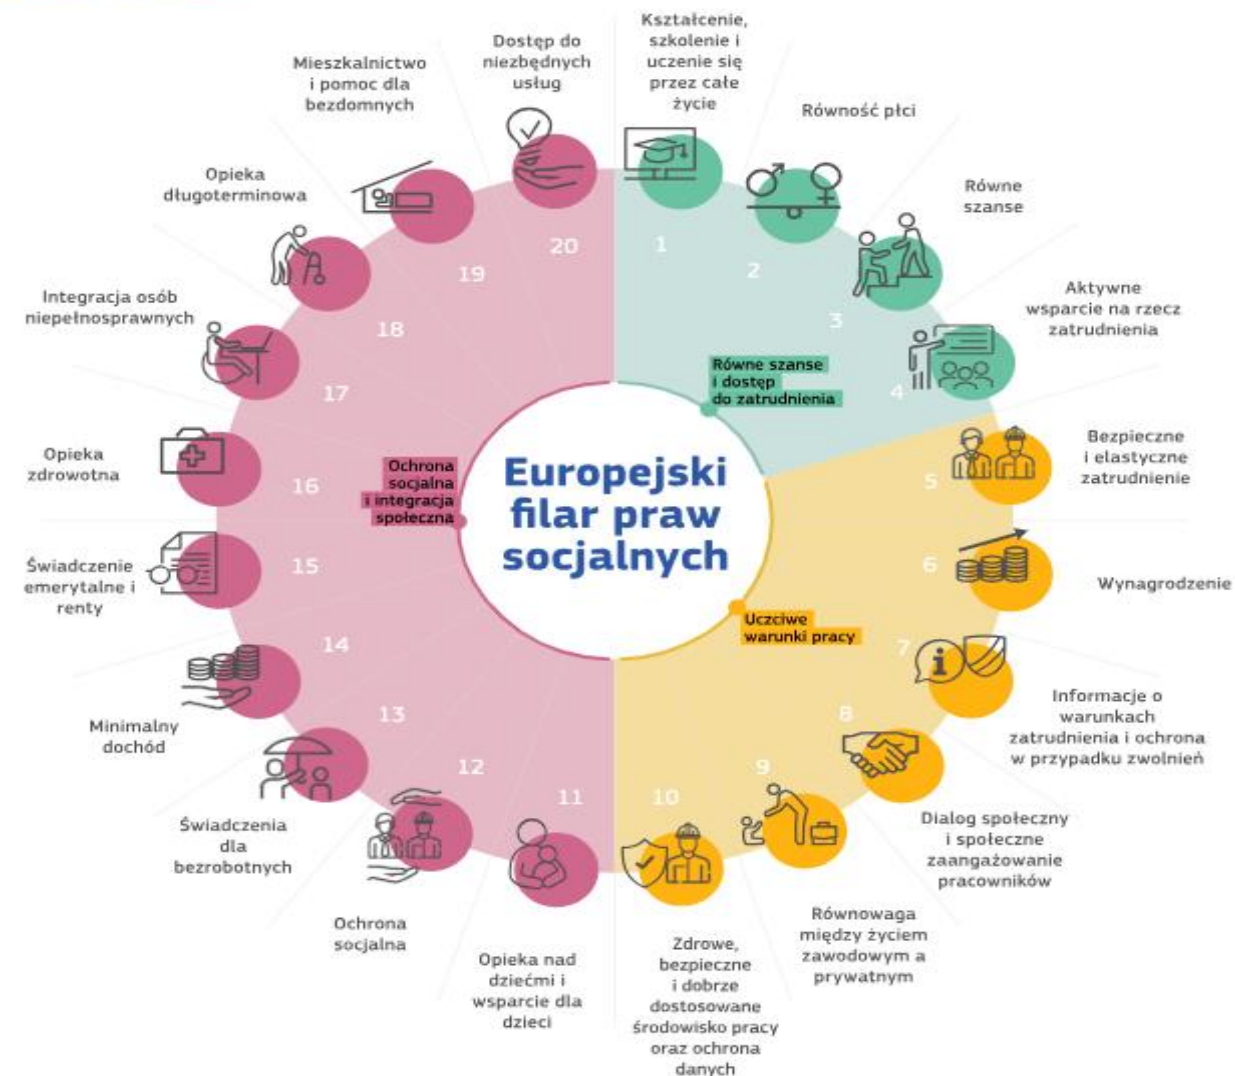 Kształcenie,
szkolenie i
uczenie się
przez całe
życie
1
Równość płci
2
Równe
szanse
3
Aktywne
wsparcie na rzecz
zatrudnienia
4
Równe szanse
i dostęp
do zatrudnienia
Bezpieczne
i elastyczne
zatrudnienie
5
Wynagrodzenie
6
Informacje o
warunkach
zatrudnienia i ochrona
w przypadku zwolnień
7
i
Dialog społeczny
i społeczne
zaangażowanie
pracowników
8
Równowaga
między życiem
zawodowym a
prywatnym
9
Zdrowe,
bezpieczne
i dobrze
dostosowane
środowisko pracy
oraz ochrona
danych
10
Uczciwe
warunki pracy
Opieka nad
dziećmi i
wsparcie dla
dzieci
11
Ochrona
socjalna
12
Świadczenia
dla
bezrobotnych
13
Minimalny
dochód
14
Świadczenie
emerytalne i
renty
15
Opieka
zdrowotna
16
Integracja osób
niepełnosprawnych
17
Opieka
długoterminowa
18
Mieszkalnictwo
i pomoc dla
bezdomnych
19
Dostęp do
niezbędnych
usług
20
Ochrona
socjalna
i integracja
społeczna
Europejski
filar praw
socjalnych